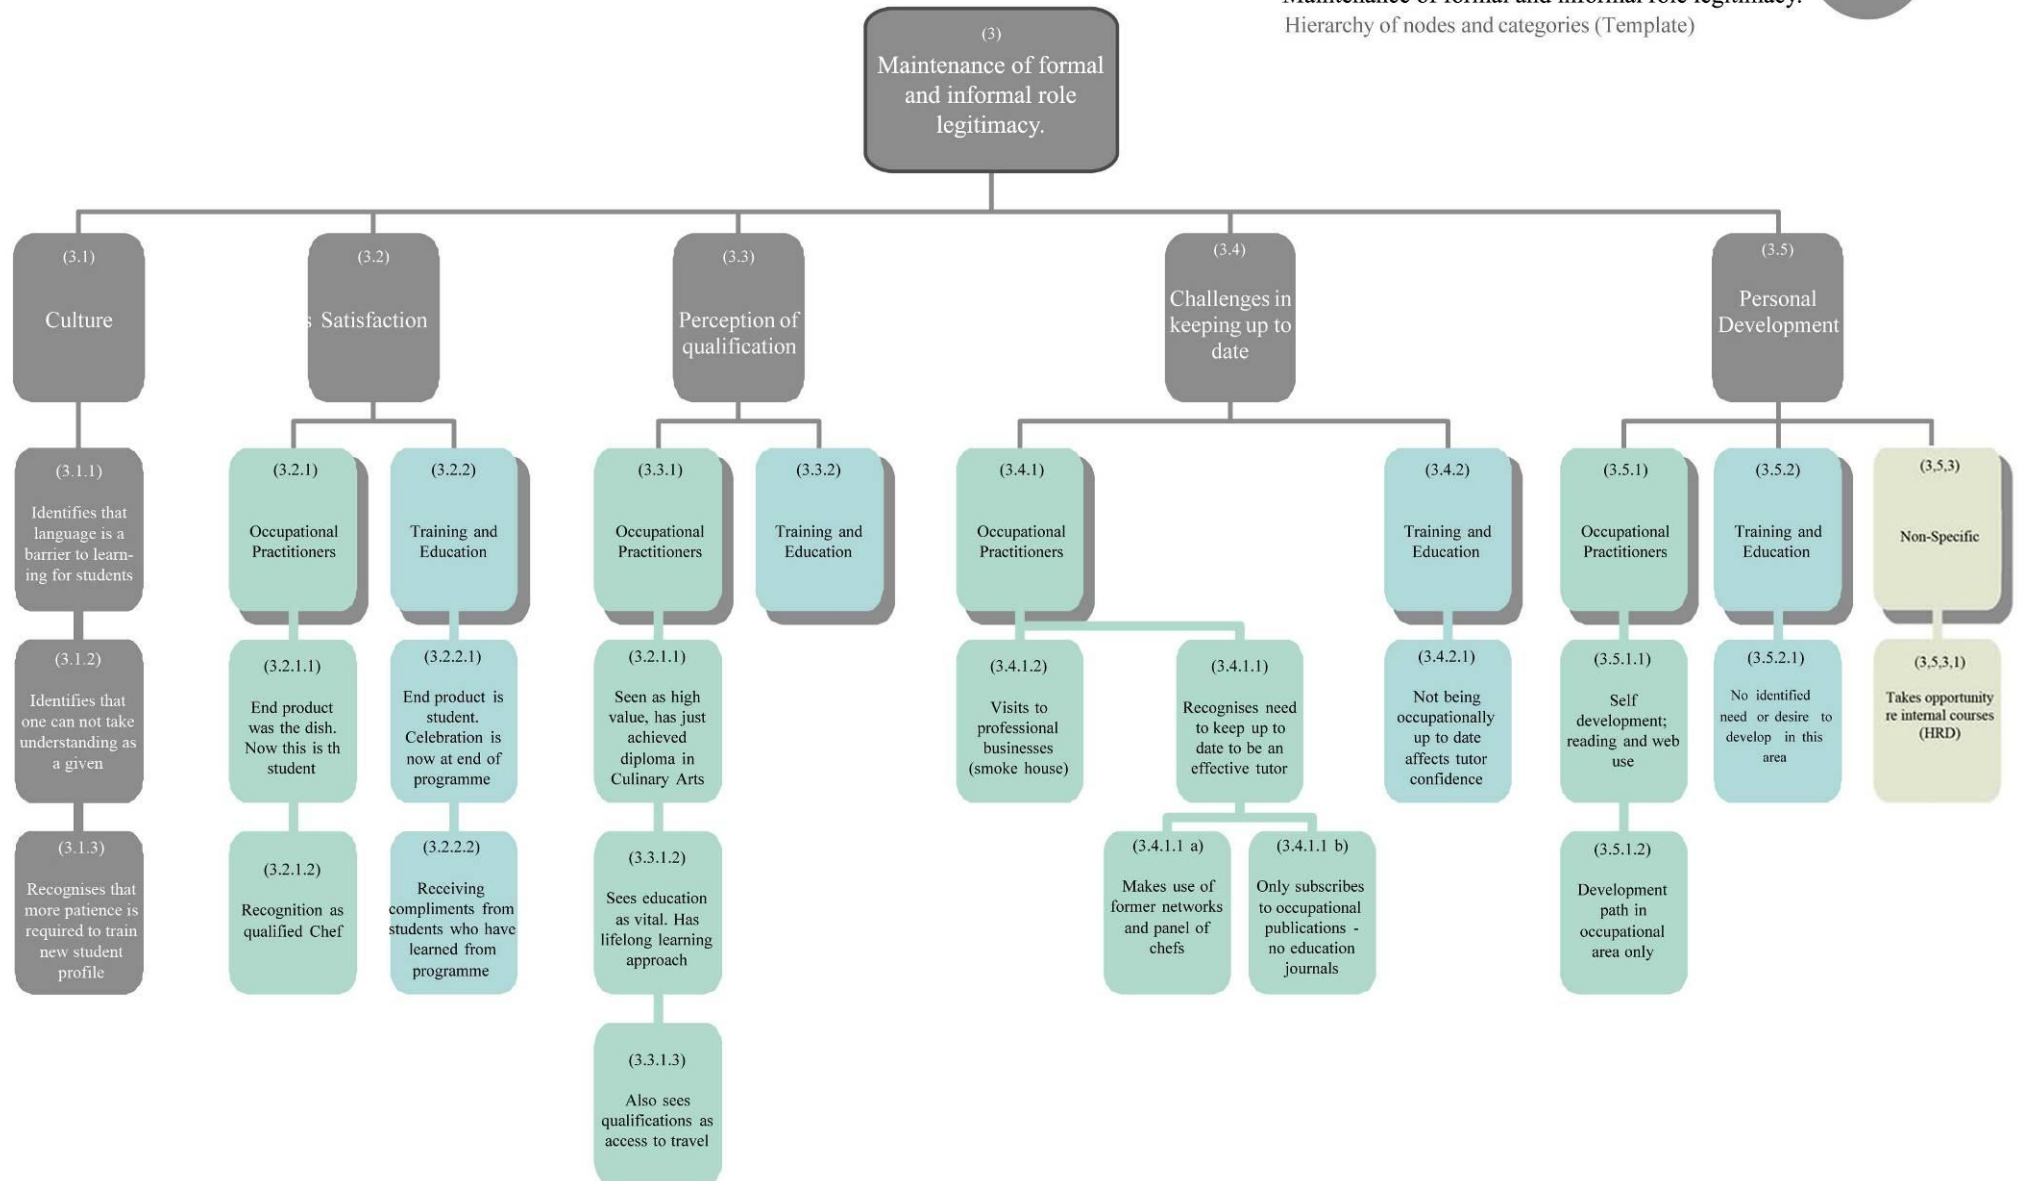 Maintenance of formal and informal role legitimacy.
Hierarchy of nodes and categories (Template)
(3)
Maintenance of formal
and informal role
legitimacy.
(3.1)
Culture
(3.2)
s Satisfaction
(3.3)
Perception of
qualification
(3.4)
Challenges in
keeping up to
date
(3.5)
Personal
Development
(3.1.1)
Identifies that
language is a
barrier to learn-
ing for students
(3.1.2)
Identifies that
one can not take
understanding as
a given
(3.1.3)
Recognises that
more patience is
required to train
new student
profile
(3.2.1)
Occupational
Practitioners
(3.2.1.1)
End product
was the dish.
Now this is th
student
(3.2.1.2)
Recognition as
qualified Chef
(3.2.2)
Training and
Education
(3.2.2.1)
End product is
student.
Celebration is
now at end of
programme
(3.2.2.2)
Receiving
compliments from
students who have
learned from
programme
(3.3.1)
Occupational
Practitioners
(3.2.1.1)
Seen as high
value, has just
achieved
diploma in
Culinary Arts
(3.3.1.2)
Sees education
as vital. Has
lifelong learning
approach
(3.3.1.3)
Also sees
qualifications as
access to travel
(3.3.2)
Training and
Education
(3.4.1)
Occupational
Practitioners
(3.4.1.2)
Visits to
professional
businesses
(smoke house)
(3.4.1.1)
Recognises need
to keep up to
date to be an
effective tutor
(3.4.1.1 a)
Makes use of
former networks
and panel of
chefs
(3.4.1.1 b)
Only subscribes
to occupational
publications -
no education
journals
(3.4.2)
Training and
Education
(3.4.2.1)
Not being
occupationally
up to date
affects tutor
confidence
(3.5.1)
Occupational
Practitioners
(3.5.1.1)
Self
development;
reading and web
use
(3.5.1.2)
Development
path in
occupational
area only
(3.5.2)
Training and
Education
(3.5.2.1)
No identified
need or desire to
develop in this
area
(3,5,3)
Non-Specific
(3,5,3,1)
Takes opportunity
re internal courses
(HRD)